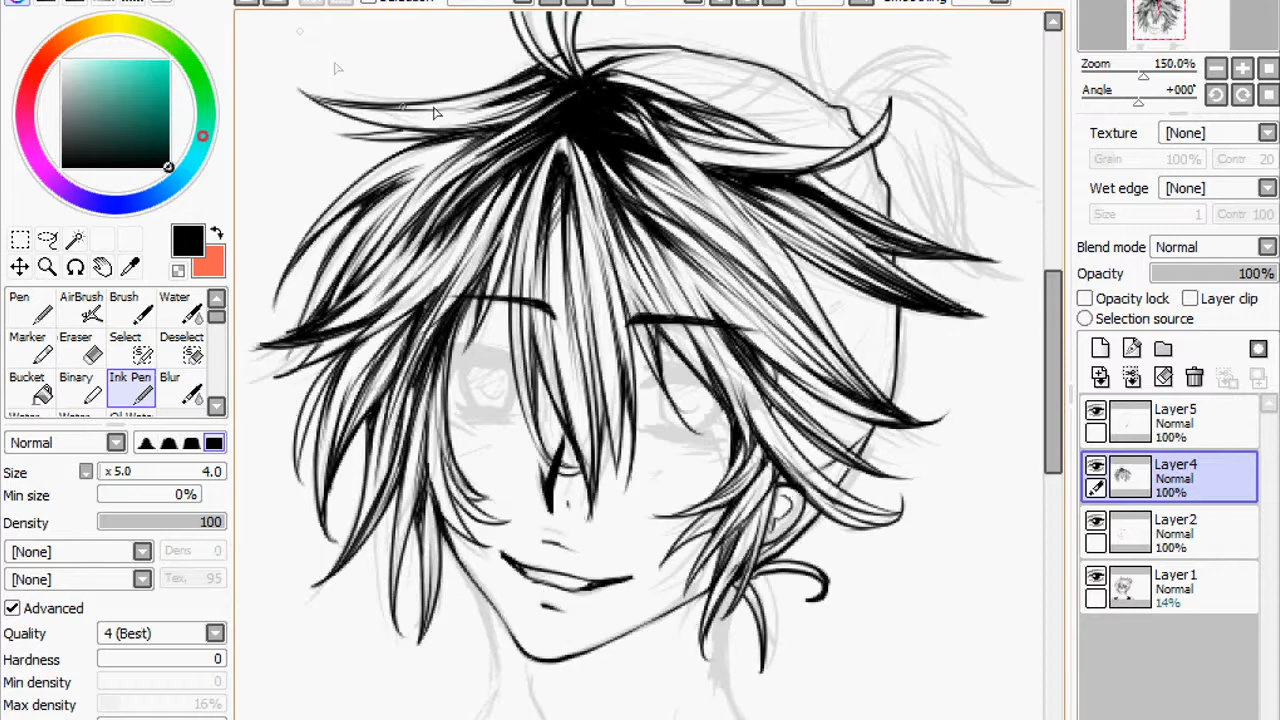 Smoothing
Zoom 150.0%
Angle +000°
Texture [None]
Grain 100% Contr 20
Wet edge [None]
Size 1 Contr 100
Blend mode Normal
Opacity 100%
Opacity lock Layer clip
Selection source
Pen AirBrush Brush Water
Marker Eraser Select Deselect
Bucket Binary Ink Pen Blur
Normal
Size x 5.0 4.0
Min size 0%
Density 100
[None] Dens 0
[None] Tex. 95
Advanced
Quality 4 (Best)
Hardness 0
Min density 0
Max density 16%
Layer5
Normal
100%
Layer4
Normal
100%
Layer2
Normal
100%
Layer1
Normal
14%